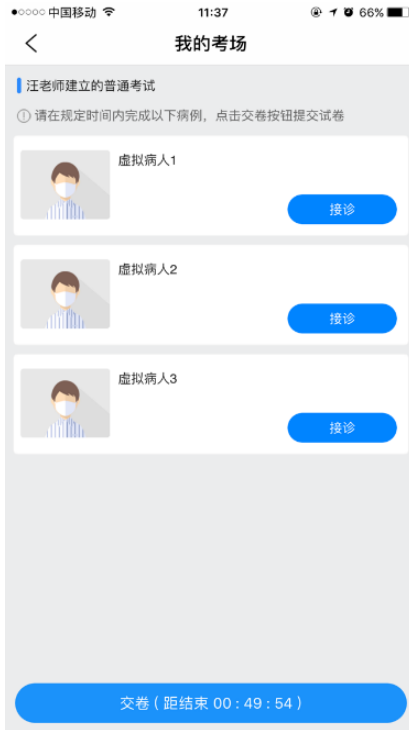 中国移动 11:37 66%
我的考场
汪老师建立的普通考试
请在规定时间内完成以下病例，点击交卷按钮提交试卷
虚拟病人1
接诊
虚拟病人2
接诊
虚拟病人3
接诊
交卷 ( 距结束 00 : 49 : 54 )